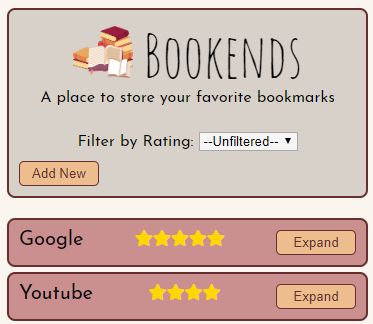 Bookends
A place to store your favorite bookmarks
Filter by Rating: --Unfiltered--
Add New
Google Expand
Youtube Expand